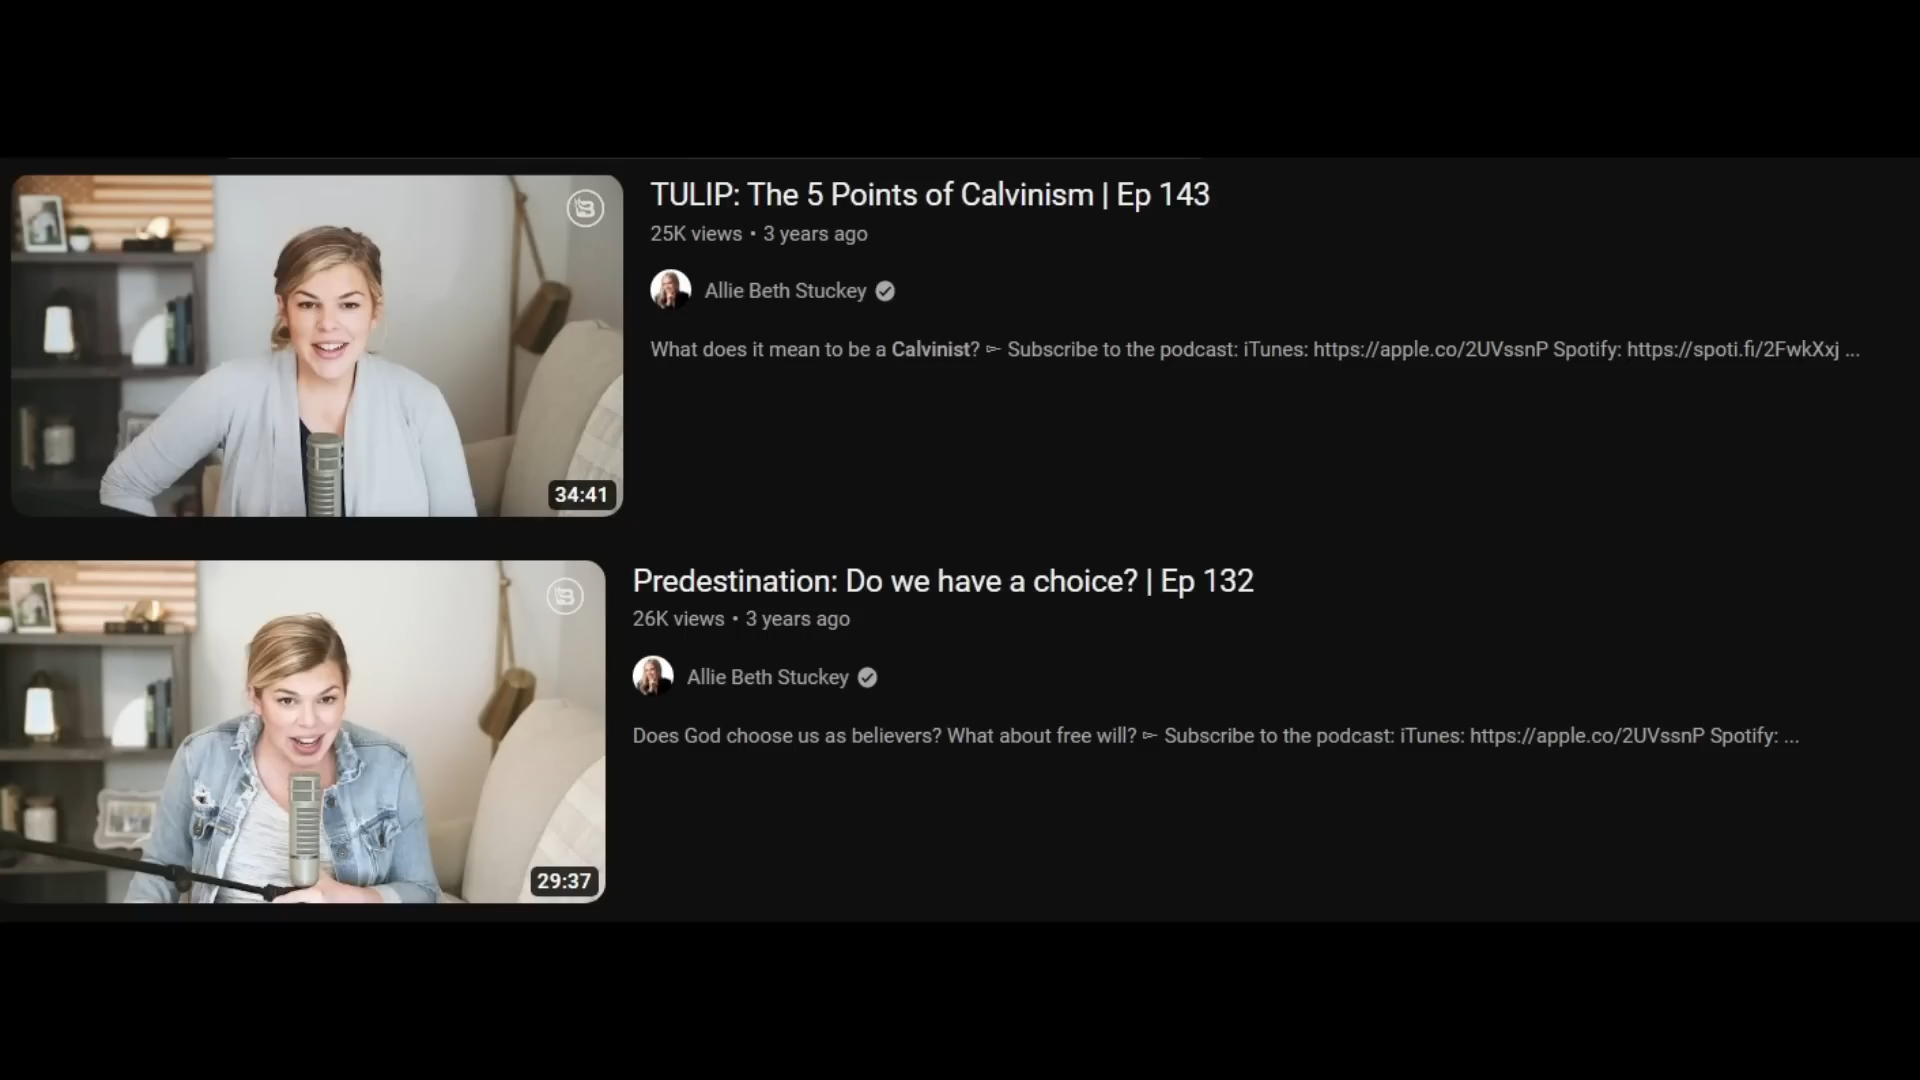 TULIP: The 5 Points of Calvinism | Ep 143
25K views • 3 years ago
Allie Beth Stuckey
What does it mean to be a Calvinist? ▻ Subscribe to the podcast: iTunes: https://apple.co/2UVssnP Spotify: https://spoti.fi/2FwkXxj ...
34:41
Predestination: Do we have a choice? | Ep 132
26K views • 3 years ago
Allie Beth Stuckey
Does God choose us as believers? What about free will? ▻ Subscribe to the podcast: iTunes: https://apple.co/2UVssnP Spotify: ...
29:37